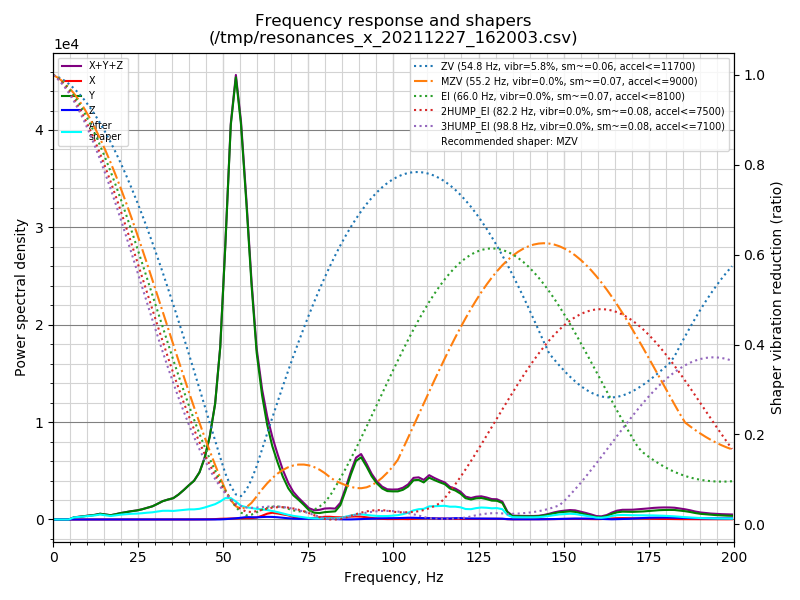 Frequency response and shapers
(/tmp/resonances_x_20211227_162003.csv)
1e4
X+Y+Z
X
Y
Z
After
shaper
ZV (54.8 Hz, vibr=5.8%, sm~=0.06, accel<=11700)
MZV (55.2 Hz, vibr=0.0%, sm~=0.07, accel<=9000)
EI (66.0 Hz, vibr=0.0%, sm~=0.07, accel<=8100)
2HUMP_EI (82.2 Hz, vibr=0.0%, sm~=0.08, accel<=7500)
3HUMP_EI (98.8 Hz, vibr=0.0%, sm~=0.08, accel<=7100)
Recommended shaper: MZV
4
3
2
1
0
Power spectral density
1.0
0.8
0.6
0.4
0.2
0.0
Shaper vibration reduction (ratio)
0 25 50 75 100 125 150 175 200
Frequency, Hz